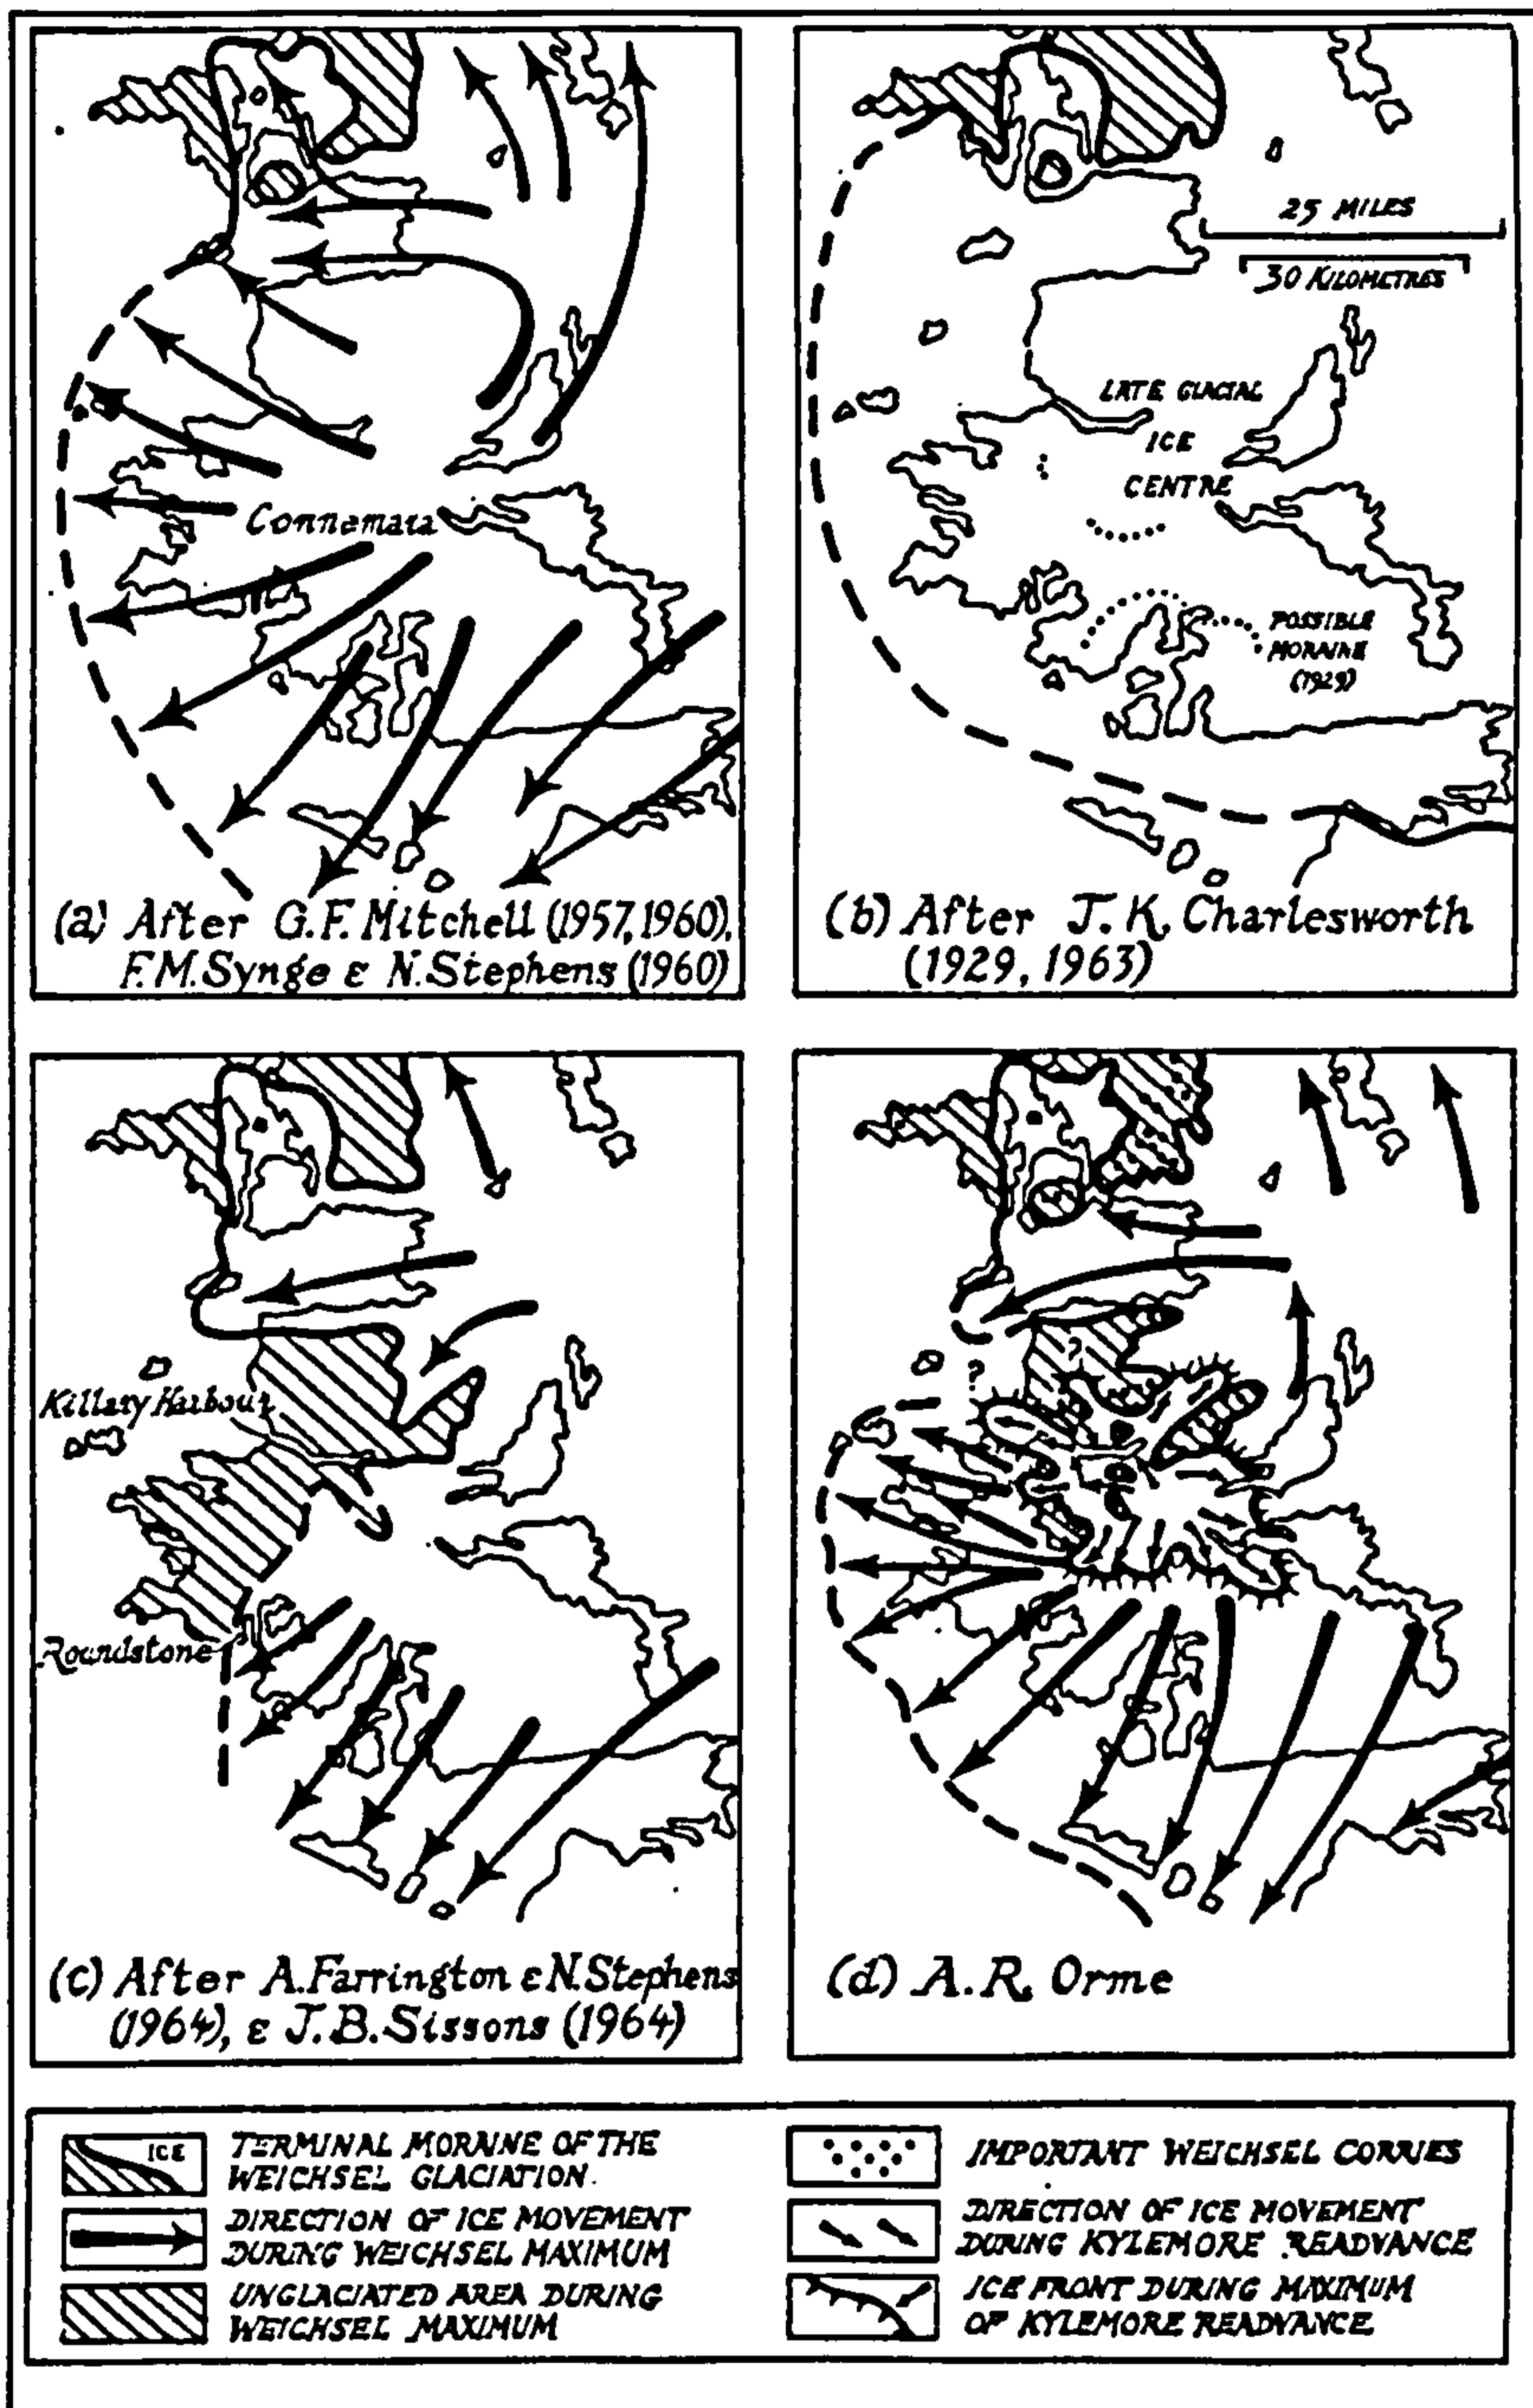 Connemara
(a) After G.F. Mitchell (1957, 1960),
F.M. Synge & N. Stephens (1960)
25 MILES
30 KILOMETRES
LATE GLACIAL
ICE
CENTRE
POSSIBLE
MORAINE
(1929)
(b) After J.K. Charlesworth
(1929, 1963)
Killary Harbour
Roundstone
(c) After A. Farrington & N. Stephens
(1964), & J.B. Sissons (1964)
?
?
(d) A.R. Orme
ICE
TERMINAL MORAINE OF THE
WEICHSEL GLACIATION.
DIRECTION OF ICE MOVEMENT
DURING WEICHSEL MAXIMUM
UNGLACIATED AREA DURING
WEICHSEL MAXIMUM
IMPORTANT WEICHSEL CORRIES
DIRECTION OF ICE MOVEMENT
DURING KYLEMORE READVANCE
ICE FRONT DURING MAXIMUM
OF KYLEMORE READVANCE